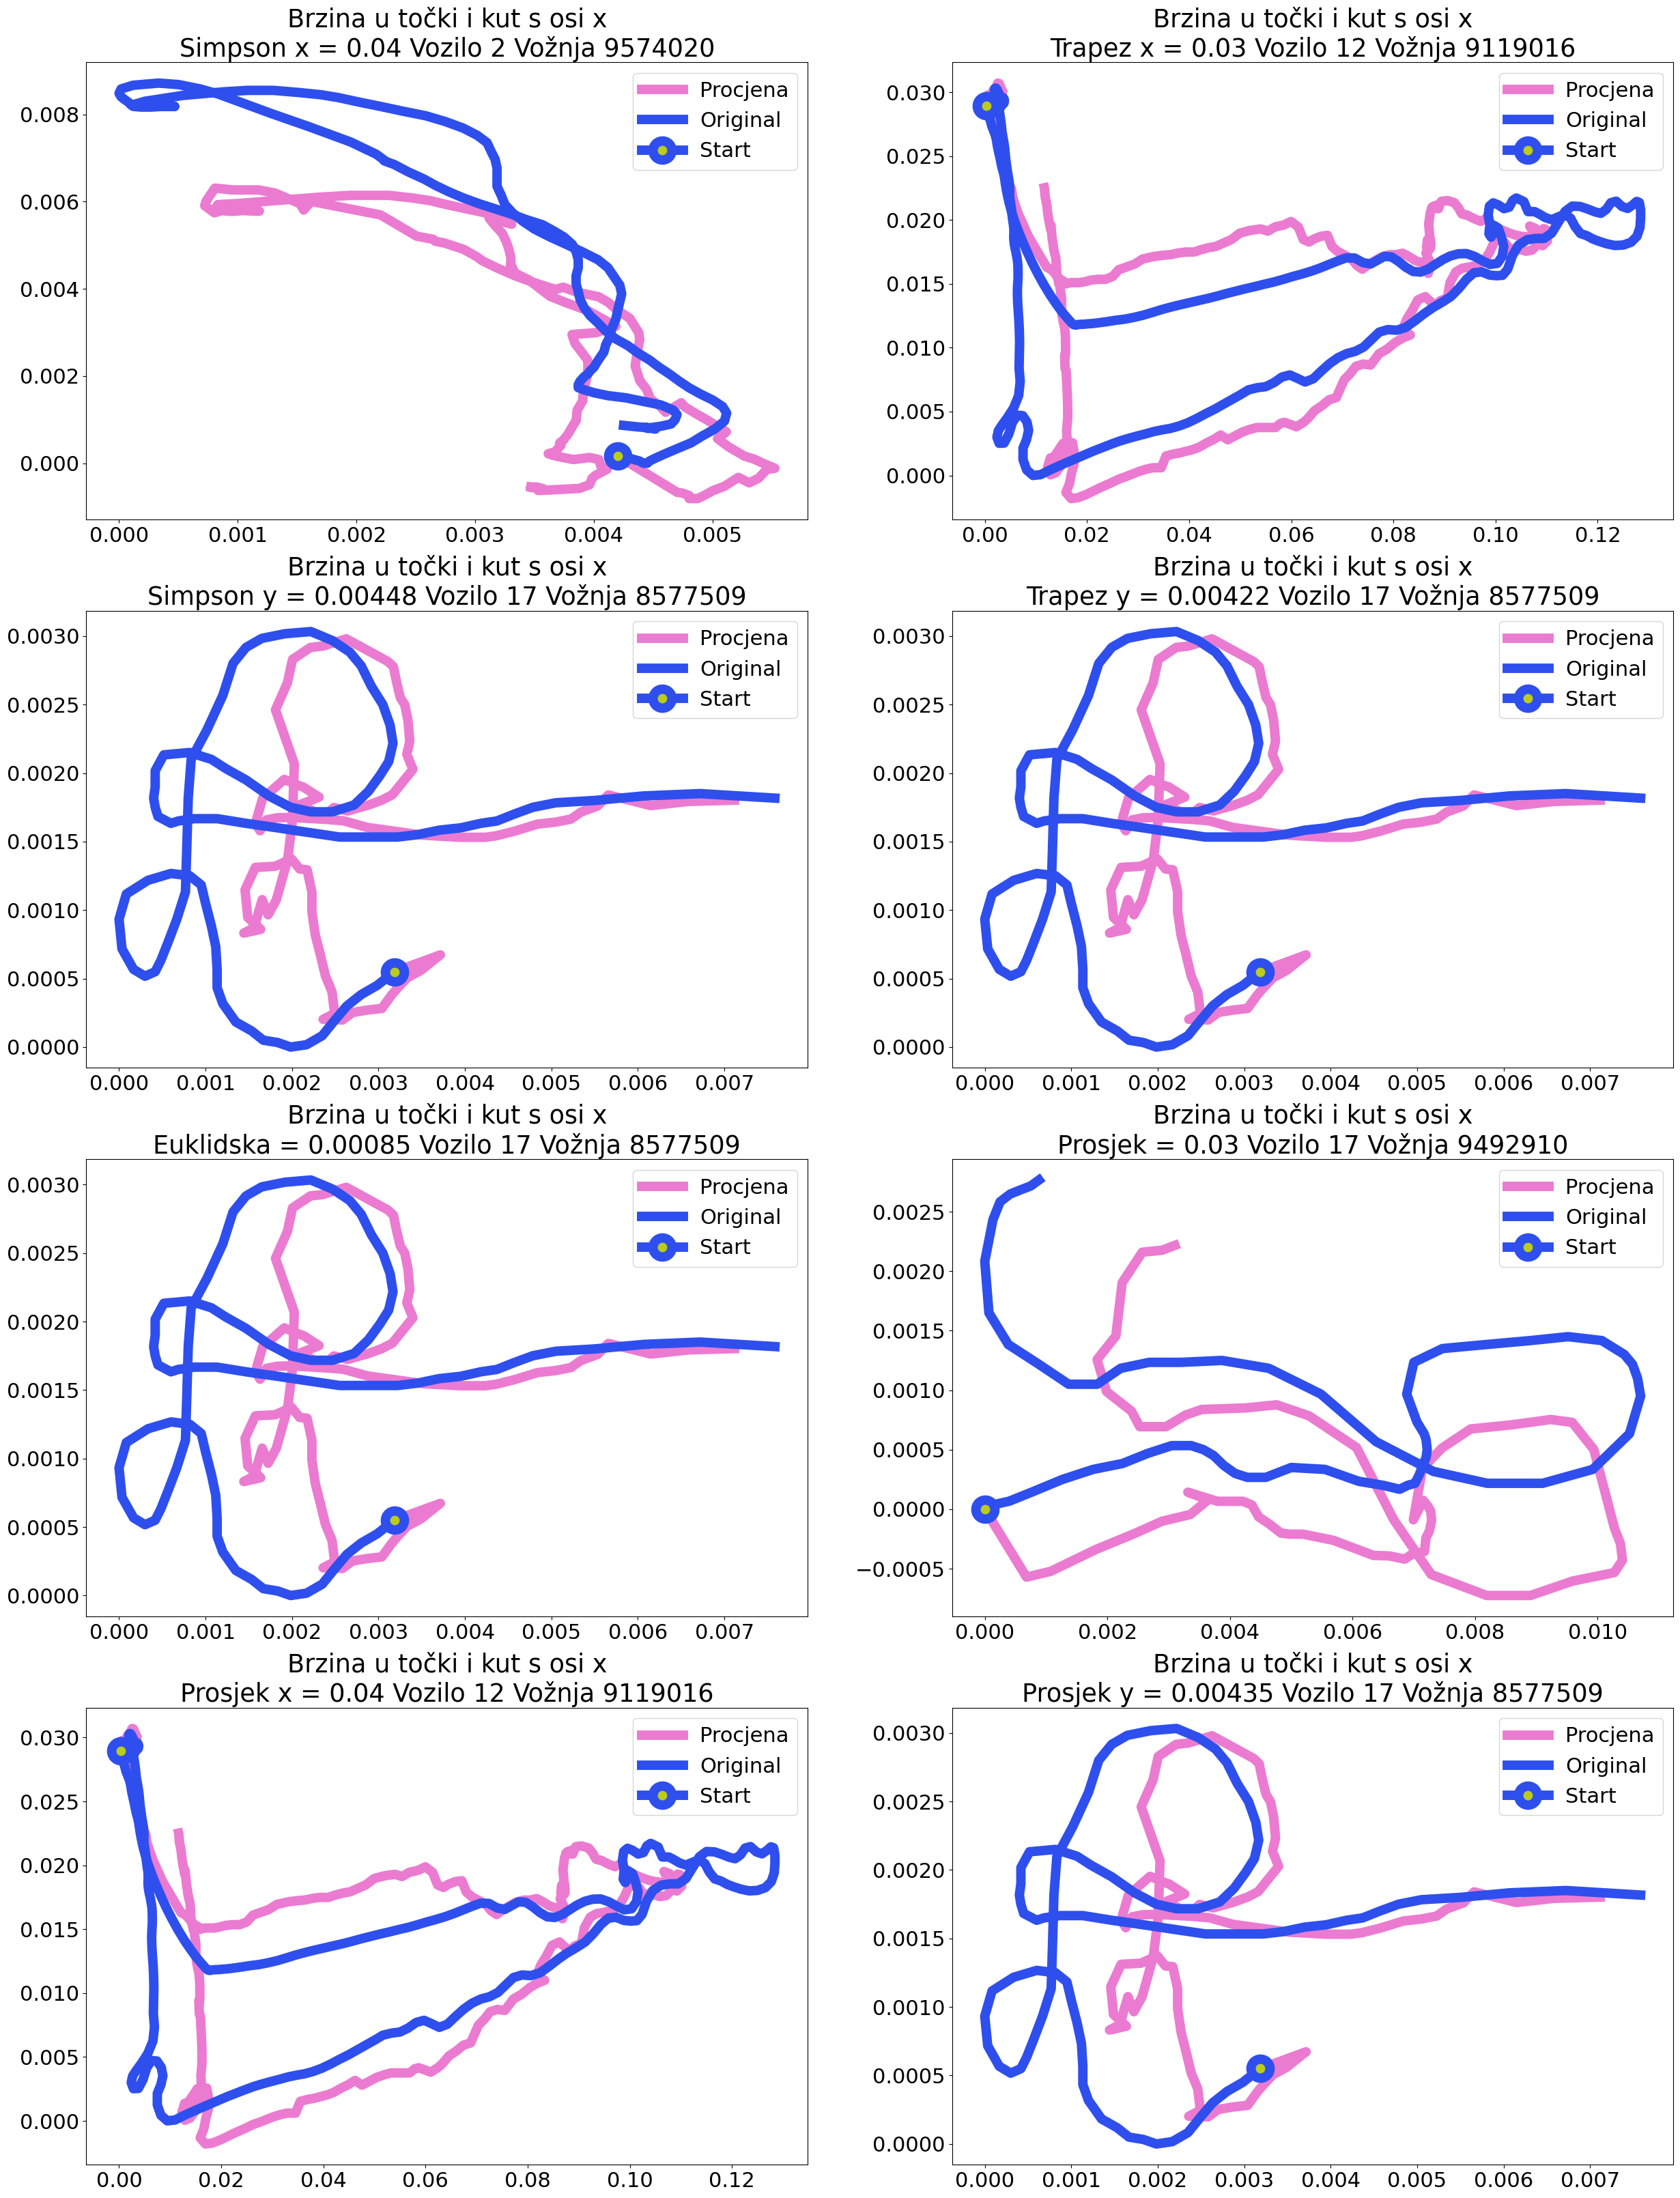 Brzina u točki i kut s osi x
Simpson x = 0.04 Vozilo 2 Vožnja 9574020
Procjena
Original
Start
0.008
0.006
0.004
0.002
0.000
0.000 0.001 0.002 0.003 0.004 0.005
Brzina u točki i kut s osi x
Trapez x = 0.03 Vozilo 12 Vožnja 9119016
Procjena
Original
Start
0.030
0.025
0.020
0.015
0.010
0.005
0.000
0.00 0.02 0.04 0.06 0.08 0.10 0.12
Brzina u točki i kut s osi x
Simpson y = 0.00448 Vozilo 17 Vožnja 8577509
Procjena
Original
Start
0.0030
0.0025
0.0020
0.0015
0.0010
0.0005
0.0000
0.000 0.001 0.002 0.003 0.004 0.005 0.006 0.007
Brzina u točki i kut s osi x
Trapez y = 0.00422 Vozilo 17 Vožnja 8577509
Procjena
Original
Start
0.0030
0.0025
0.0020
0.0015
0.0010
0.0005
0.0000
0.000 0.001 0.002 0.003 0.004 0.005 0.006 0.007
Brzina u točki i kut s osi x
Euklidska = 0.00085 Vozilo 17 Vožnja 8577509
Procjena
Original
Start
0.0030
0.0025
0.0020
0.0015
0.0010
0.0005
0.0000
0.000 0.001 0.002 0.003 0.004 0.005 0.006 0.007
Brzina u točki i kut s osi x
Prosjek = 0.03 Vozilo 17 Vožnja 9492910
Procjena
Original
Start
0.0025
0.0020
0.0015
0.0010
0.0005
0.0000
−0.0005
0.000 0.002 0.004 0.006 0.008 0.010
Brzina u točki i kut s osi x
Prosjek x = 0.04 Vozilo 12 Vožnja 9119016
Procjena
Original
Start
0.030
0.025
0.020
0.015
0.010
0.005
0.000
0.00 0.02 0.04 0.06 0.08 0.10 0.12
Brzina u točki i kut s osi x
Prosjek y = 0.00435 Vozilo 17 Vožnja 8577509
Procjena
Original
Start
0.0030
0.0025
0.0020
0.0015
0.0010
0.0005
0.0000
0.000 0.001 0.002 0.003 0.004 0.005 0.006 0.007